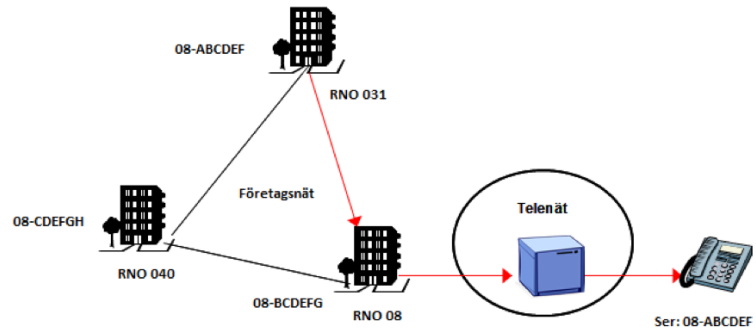 08-ABCDEF
RNO 031
Företagsnät
Telenät
08-CDEFGH
RNO 040
08-BCDEFG
RNO 08
Ser: 08-ABCDEF